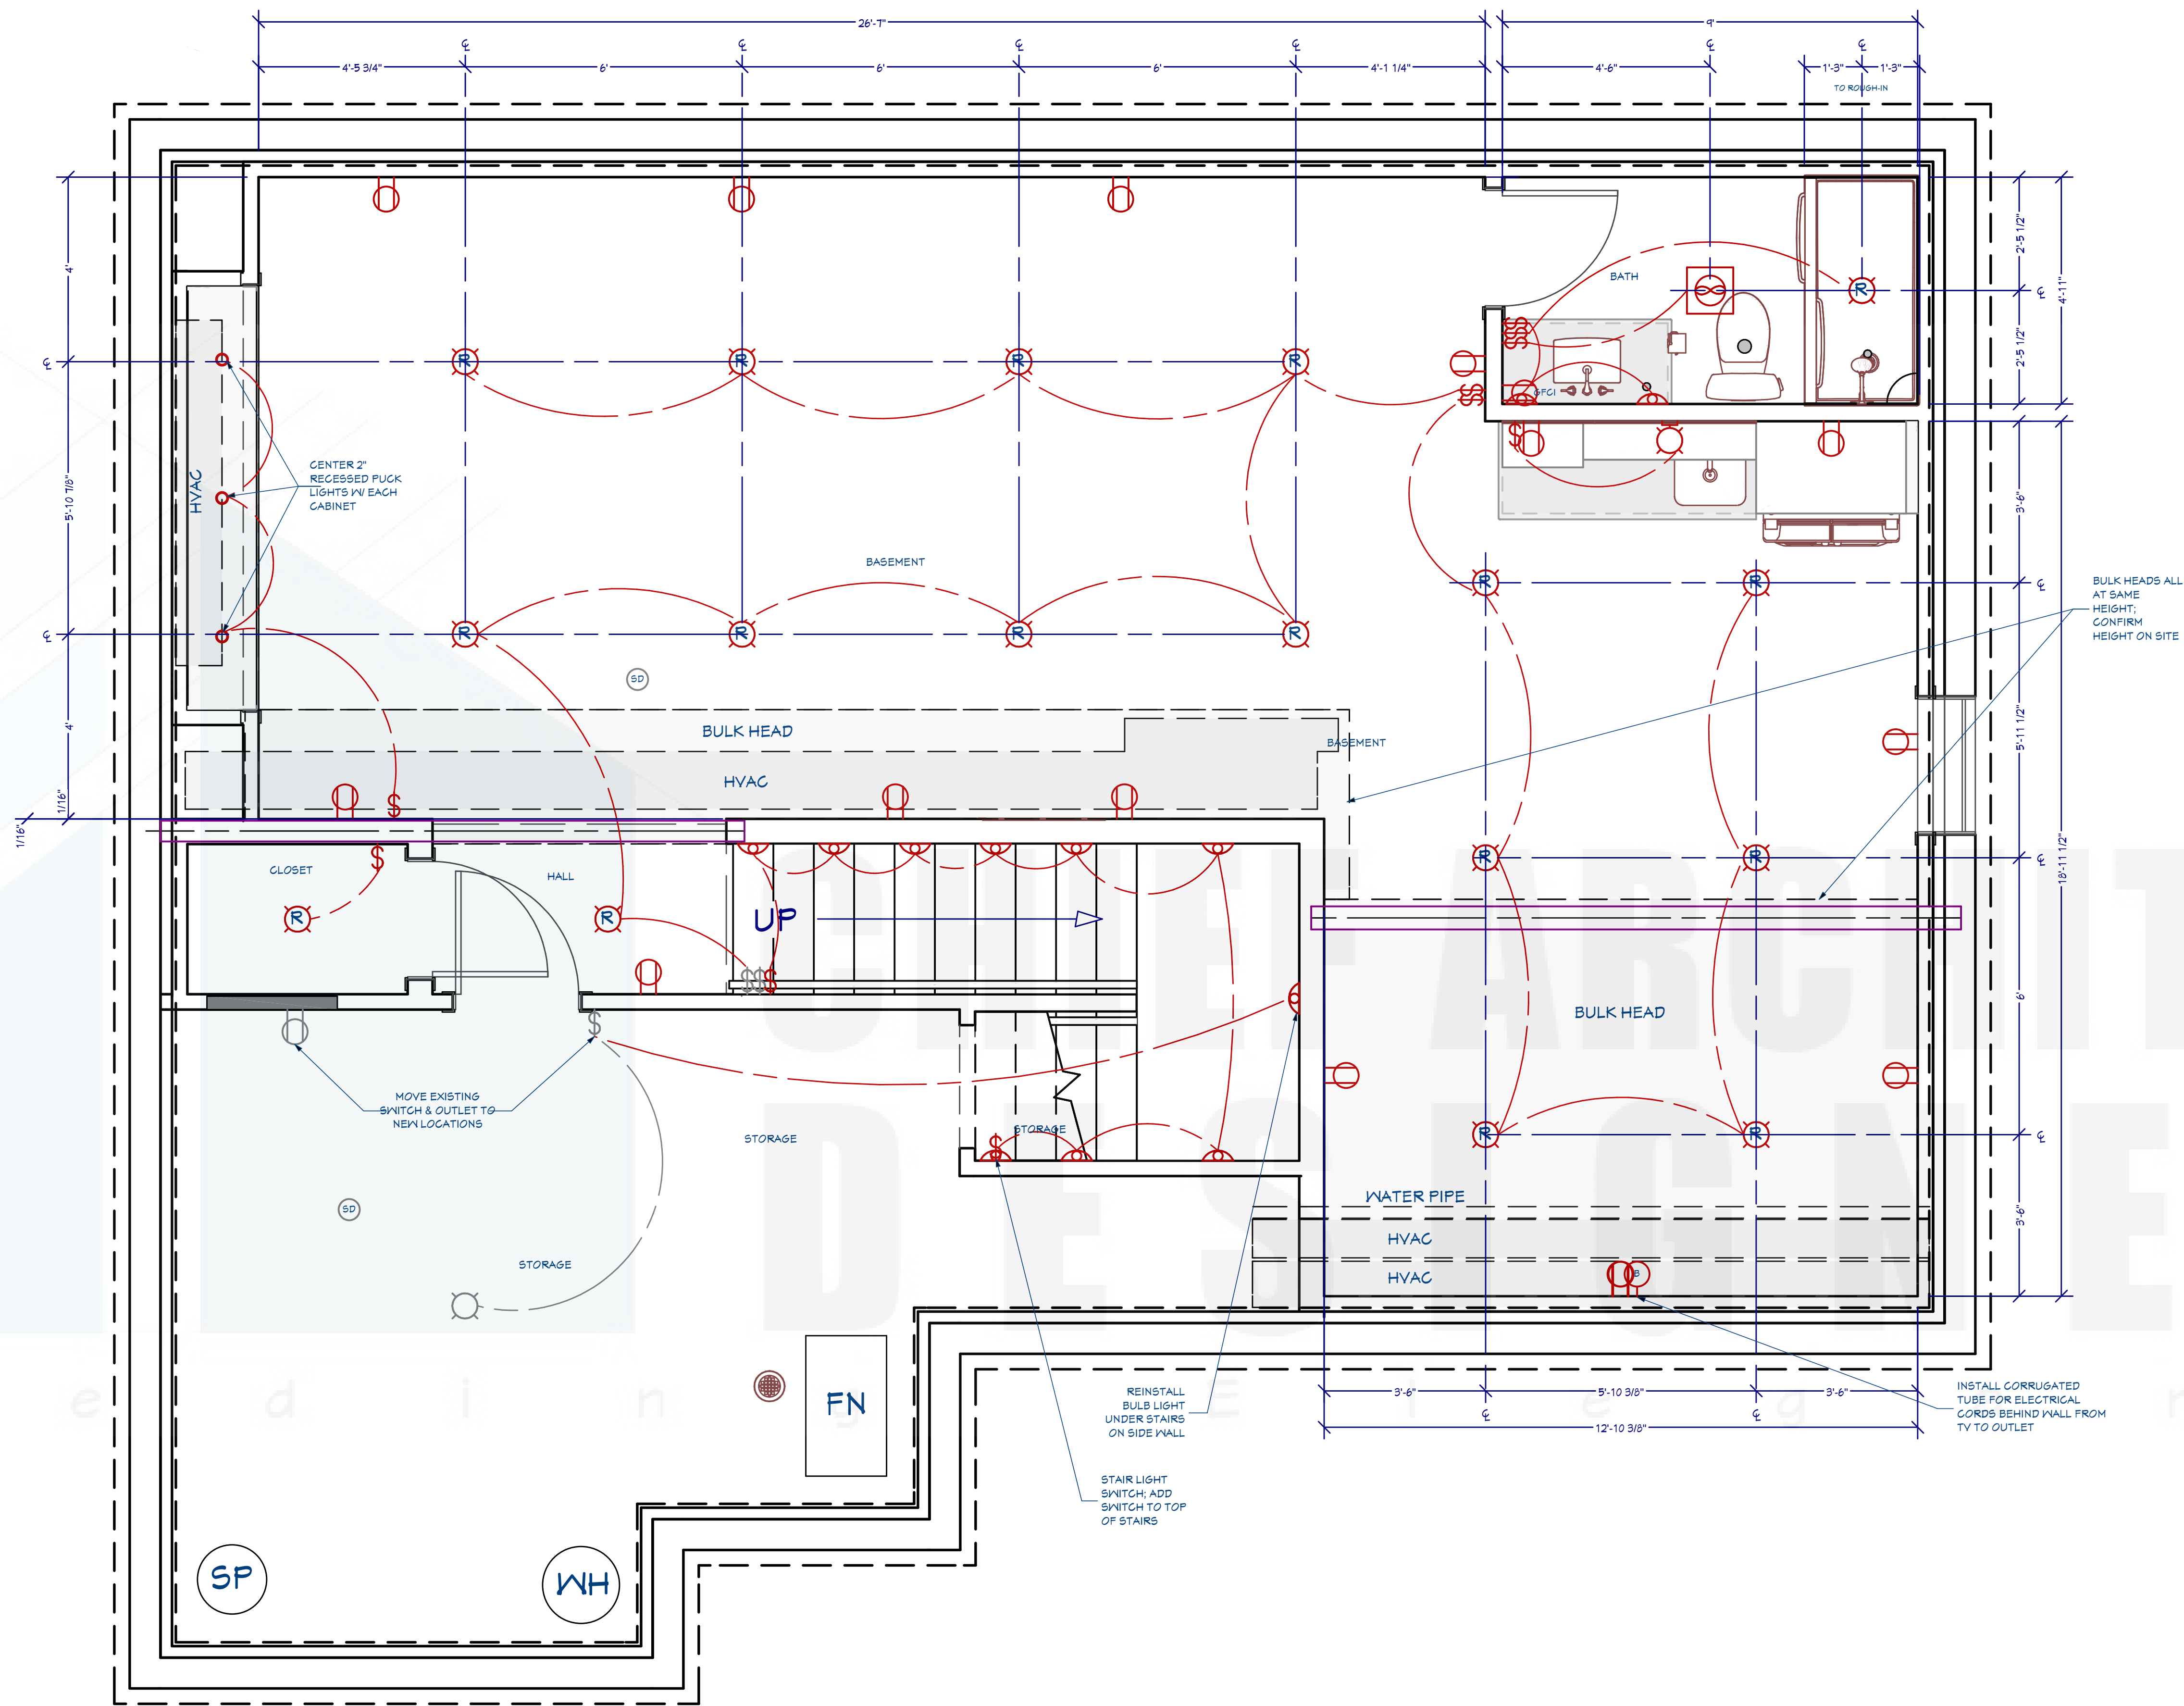 26'-7"
9'
4'-5 3/4"
6'
6'
6'
4'-1 1/4"
4'-6"
1'-3"
1'-3"
TO ROUGH-IN
4'
5'-10 7/8"
4'
1/16"
1/16"
2'-5 1/2"
2'-5 1/2"
4'-11"
3'-6"
5'-11 1/2"
6'
3'-6"
18'-11 1/2"
BATH
R
R
R
R
R
GFCI
HVAC
CENTER 2"
RECESSED PUCK
LIGHTS W/ EACH
CABINET
BASEMENT
R
R
R
R
R
R
BULK HEADS ALL
AT SAME
HEIGHT;
CONFIRM
HEIGHT ON SITE
SD
BULK HEAD
BASEMENT
HVAC
CLOSET
HALL
R
R
R
R
UP
BULK HEAD
MOVE EXISTING
SWITCH & OUTLET TO
NEW LOCATIONS
STORAGE
STORAGE
R
R
WATER PIPE
SD
HVAC
STORAGE
HVAC
B
FN
REINSTALL
BULB LIGHT
UNDER STAIRS
ON SIDE WALL
3'-6"
5'-10 3/8"
3'-6"
12'-10 3/8"
INSTALL CORRUGATED
TUBE FOR ELECTRICAL
CORDS BEHIND WALL FROM
TV TO OUTLET
STAIR LIGHT
SWITCH; ADD
SWITCH TO TOP
OF STAIRS
SP
WH
CHIEF ARCHIT
DESIGNE